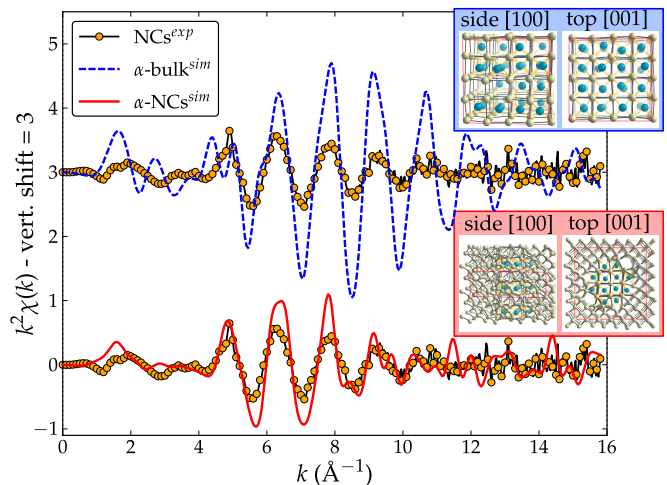 NCs^exp
α-bulk^sim
α-NCs^sim
side [100] top [001]
side [100] top [001]
k²χ(k) - vert. shift = 3
5
4
3
2
1
0
−1
0 2 4 6 8 10 12 14 16
k (Å⁻¹)